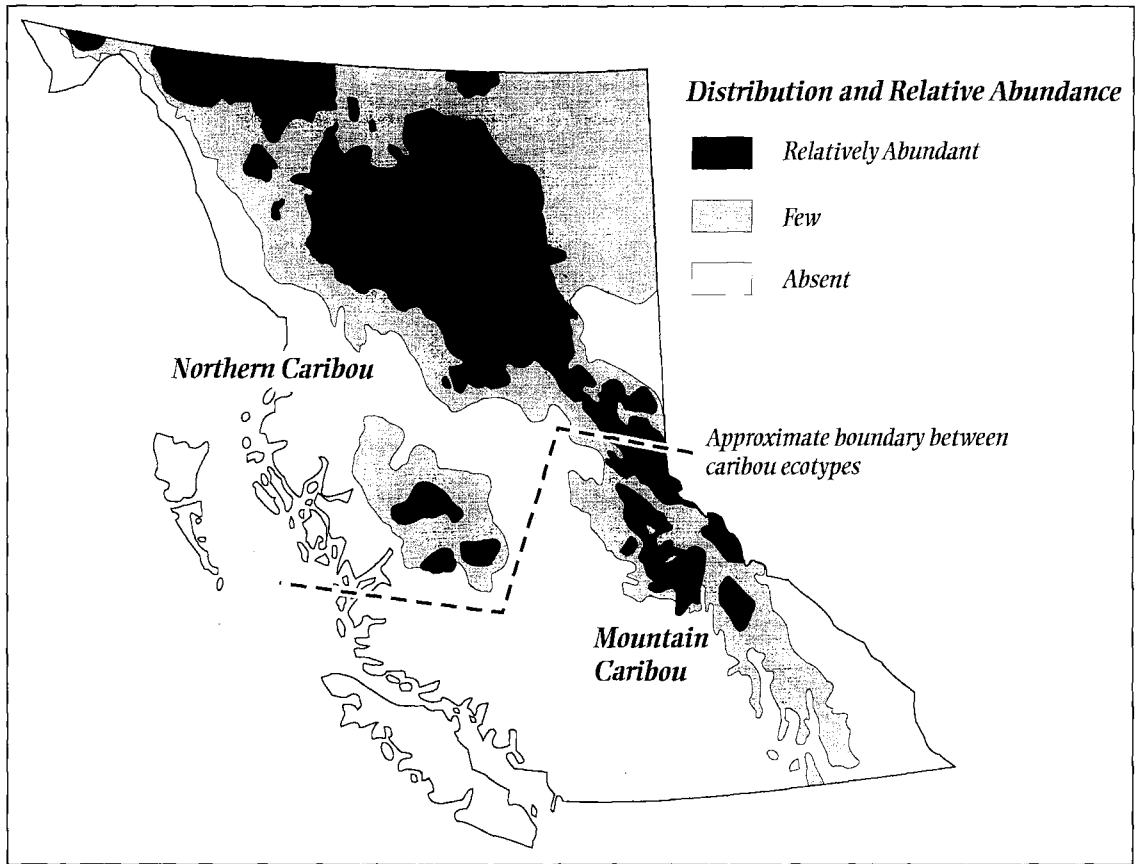 Distribution and Relative Abundance
Relatively Abundant
Few
Absent
Northern Caribou
Approximate boundary between
caribou ecotypes
Mountain
Caribou